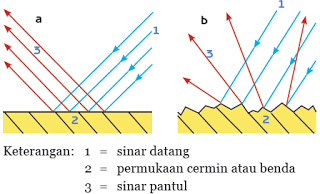 a
1
3
2
b
1
3
2
Keterangan: 1 = sinar datang
2 = permukaan cermin atau benda
3 = sinar pantul